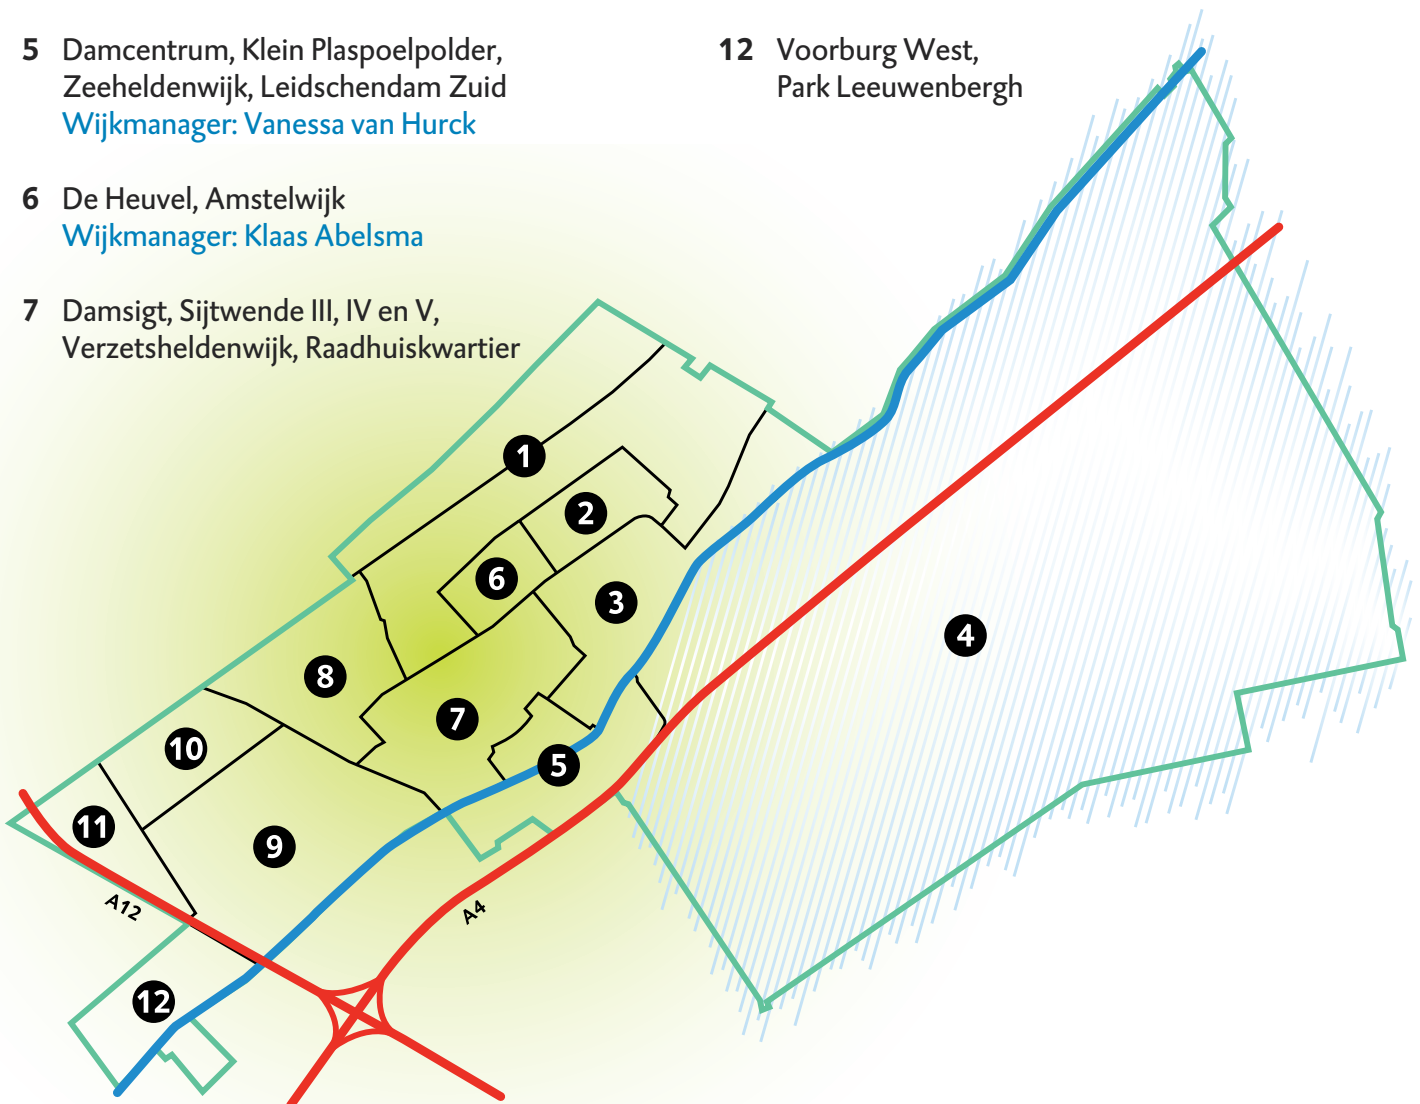 5 Damcentrum, Klein Plaspoelpolder,
Zeeheldenwijk, Leidschendam Zuid
Wijkmanager: Vanessa van Hurck
6 De Heuvel, Amstelwijk
Wijkmanager: Klaas Abelsma
7 Damsigt, Sijtwende III, IV en V,
Verzetsheldenwijk, Raadhuiskwartier
12 Voorburg West,
Park Leeuwenbergh
1
2
6
3
4
8
7
10
5
11
9
A12
A4
12